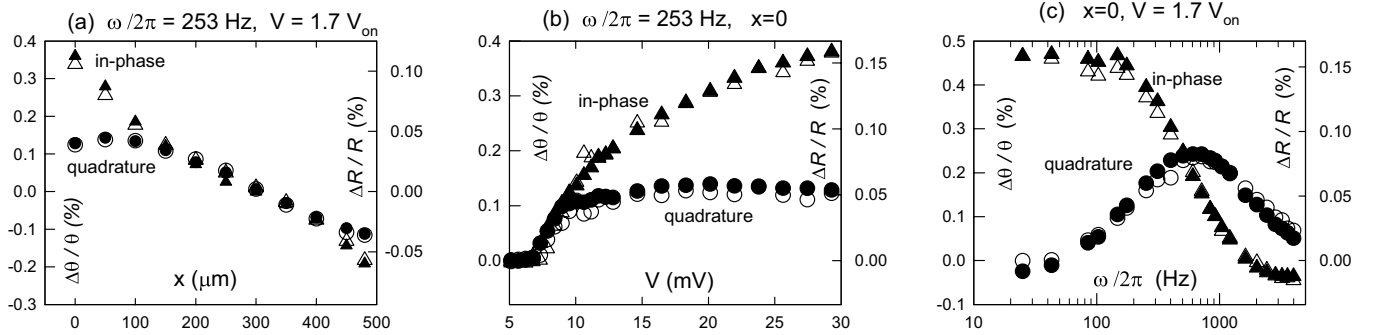 (a) ω/2π = 253 Hz, V = 1.7 Von
0.4
0.3
0.2
0.1
0.0
-0.1
-0.2
-0.3
in-phase
quadrature
Δθ / θ (%)
0.10
0.05
0.00
-0.05
ΔR / R (%)
x (μm)
0 100 200 300 400 500
(b) ω/2π = 253 Hz, x=0
0.4
0.3
0.2
0.1
0.0
Δθ / θ (%)
in-phase
quadrature
0.15
0.10
0.05
0.00
ΔR / R (%)
V (mV)
5 10 15 20 25 30
(c) x=0, V = 1.7 Von
0.5
0.4
0.3
0.2
0.1
0.0
-0.1
Δθ / θ (%)
in-phase
quadrature
0.15
0.10
0.05
0.00
ΔR / R (%)
ω/2π (Hz)
10 100 1000